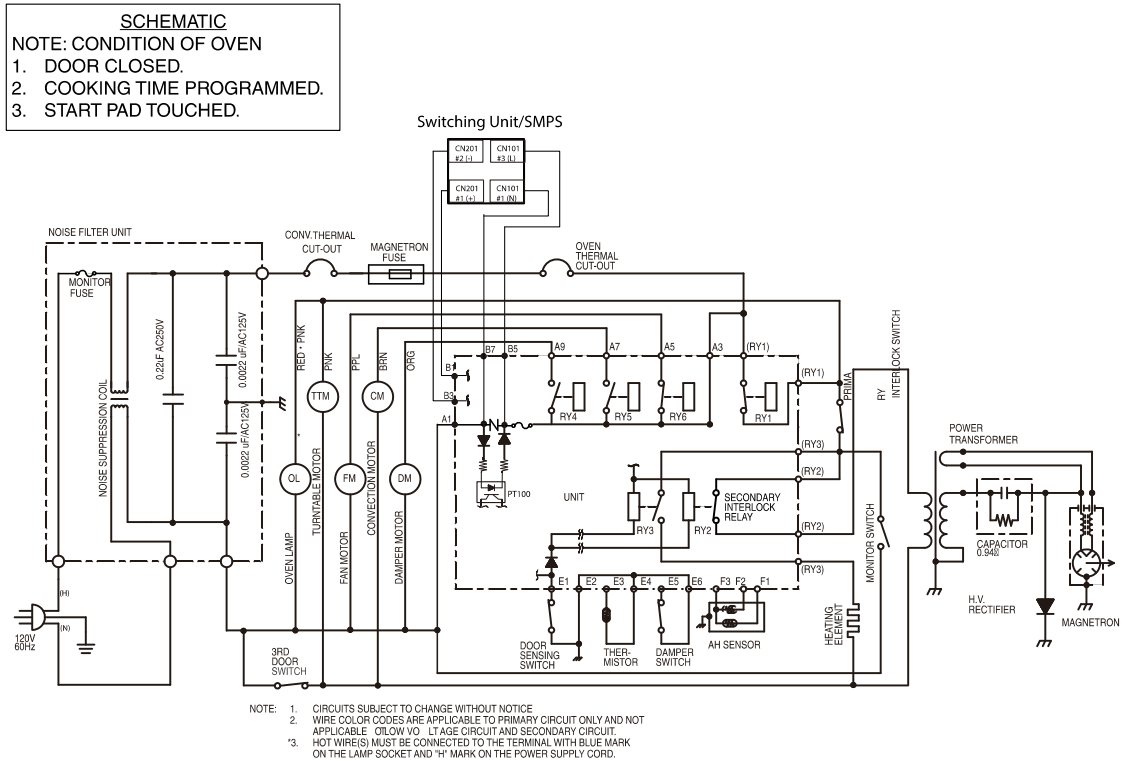 SCHEMATIC
NOTE: CONDITION OF OVEN
1. DOOR CLOSED.
2. COOKING TIME PROGRAMMED.
3. START PAD TOUCHED.
Switching Unit/SMPS
CN201
#2 (-)
CN101
#3 (L)
CN201
#1 (+)
CN101
#1 (N)
NOISE FILTER UNIT
CONV.THERMAL
CUT-OUT
MAGNETRON
FUSE
OVEN
THERMAL
CUT-OUT
MONITOR
FUSE
NOISE SUPPRESSION COIL
0.22uF AC250V
0.0022 uF/AC125V
0.0022 uF/AC125V
RED • PNK
PNK
PPL
BRN
ORG
B7
B5
A9
A7
A5
A3
(RY1)
B1
B3
A1
(RY1)
PRIMA
RY
INTERLOCK SWITCH
TTM
CM
RY4
RY5
RY6
RY1
N
*
OL
FM
DM
OVEN LAMP
TURNTABLE MOTOR
FAN MOTOR
CONVECTION MOTOR
DAMPER MOTOR
PT100
UNIT
(RY3)
(RY2)
SECONDARY
INTERLOCK
RELAY
RY3
RY2
(RY2)
(RY3)
MONITOR SWITCH
POWER
TRANSFORMER
CAPACITOR
0.94
H.V.
RECTIFIER
MAGNETRON
E1
E2
E3
E4
E5
E6
F3
F2
F1
HEATING
ELEMENT
DOOR
SENSING
SWITCH
THER-
MISTOR
DAMPER
SWITCH
AH SENSOR
(H)
(N)
120V
60Hz
3RD
DOOR
SWITCH
NOTE: 1. CIRCUITS SUBJECT TO CHANGE WITHOUT NOTICE
2. WIRE COLOR CODES ARE APPLICABLE TO PRIMARY CIRCUIT ONLY AND NOT
APPLICABLE OTLOW VO LT AGE CIRCUIT AND SECONDARY CIRCUIT.
*3. HOT WIRE(S) MUST BE CONNECTED TO THE TERMINAL WITH BLUE MARK
ON THE LAMP SOCKET AND "H" MARK ON THE POWER SUPPLY CORD.